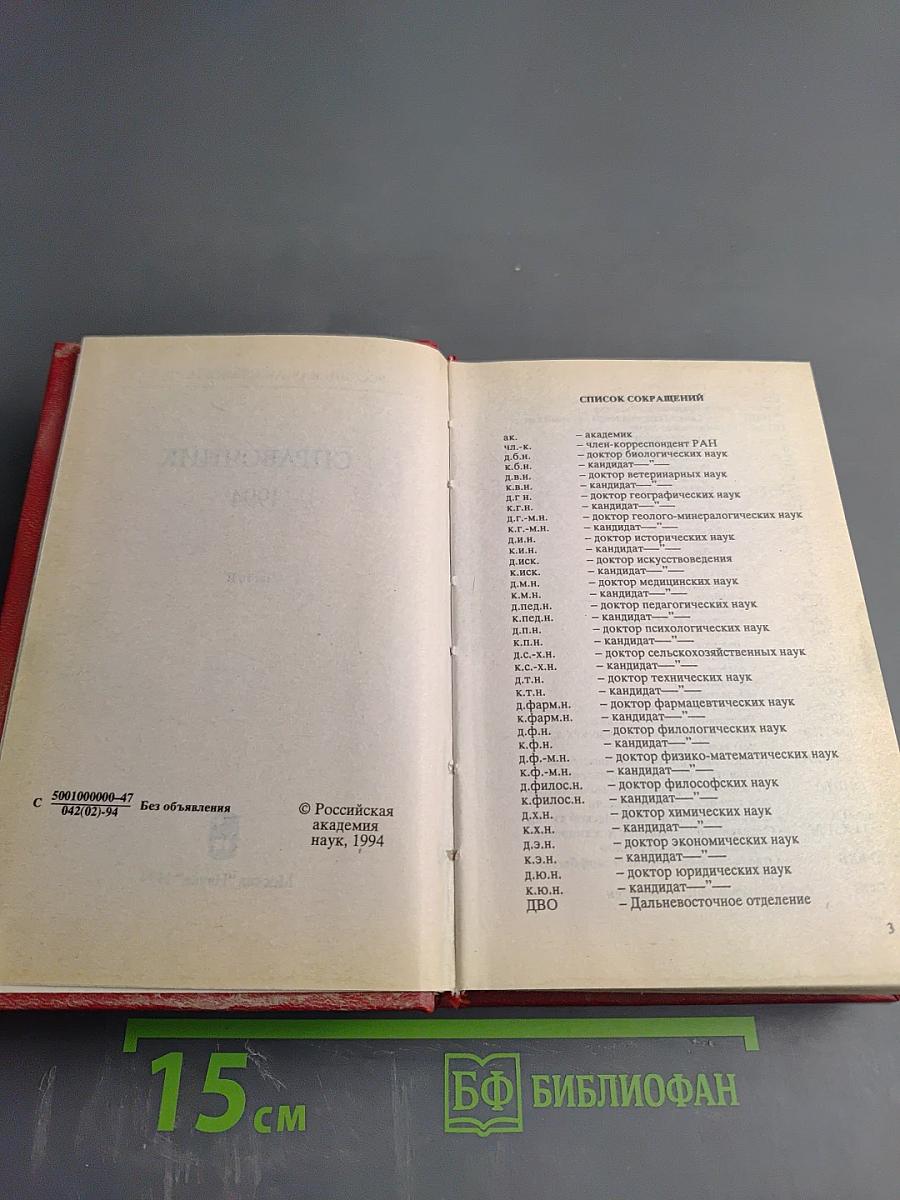 С 5001000000–47
042(02)-94 Без объявления
© Российская
академия
наук, 1994
СПИСОК СОКРАЩЕНИЙ
ак. – академик
чл.-к. – член-корреспондент РАН
д.б.н. – доктор биологических наук
к.б.н. – кандидат—"—
д.в.н. – доктор ветеринарных наук
к.в.н. – кандидат—"—
д.г н. – доктор географических наук
к.г.н. – кандидат—"—
д.г.-м.н. – доктор геолого-минералогических наук
к.г.-м.н. – кандидат—"—
д.и.н. – доктор исторических наук
к.и.н. – кандидат—"—
д.иск. – доктор искусствоведения
к.иск. – кандидат—"—
д.м.н. – доктор медицинских наук
к.м.н. – кандидат—"—
д.пед.н. – доктор педагогических наук
к.пед.н. – кандидат—"—
д.п.н. – доктор психологических наук
к.п.н. – кандидат—"—
д.с.-х.н. – доктор сельскохозяйственных наук
к.с.-х.н. – кандидат—"—
д.т.н. – доктор технических наук
к.т.н. – кандидат—"—
д.фарм.н. – доктор фармацевтических наук
к.фарм.н. – кандидат—"—
д.ф.н. – доктор филологических наук
к.ф.н. – кандидат—"—
д.ф.-м.н. – доктор физико-математических наук
к.ф.-м.н. – кандидат—"—
д.филос.н. – доктор философских наук
к.филос.н. – кандидат—"—
д.х.н. – доктор химических наук
к.х.н. – кандидат—"—
д.э.н. – доктор экономических наук
к.э.н. – кандидат—"—
д.ю.н. – доктор юридических наук
к.ю.н. – кандидат—"—
ДВО – Дальневосточное отделение
3
15 см
БФ БИБЛИОФАН